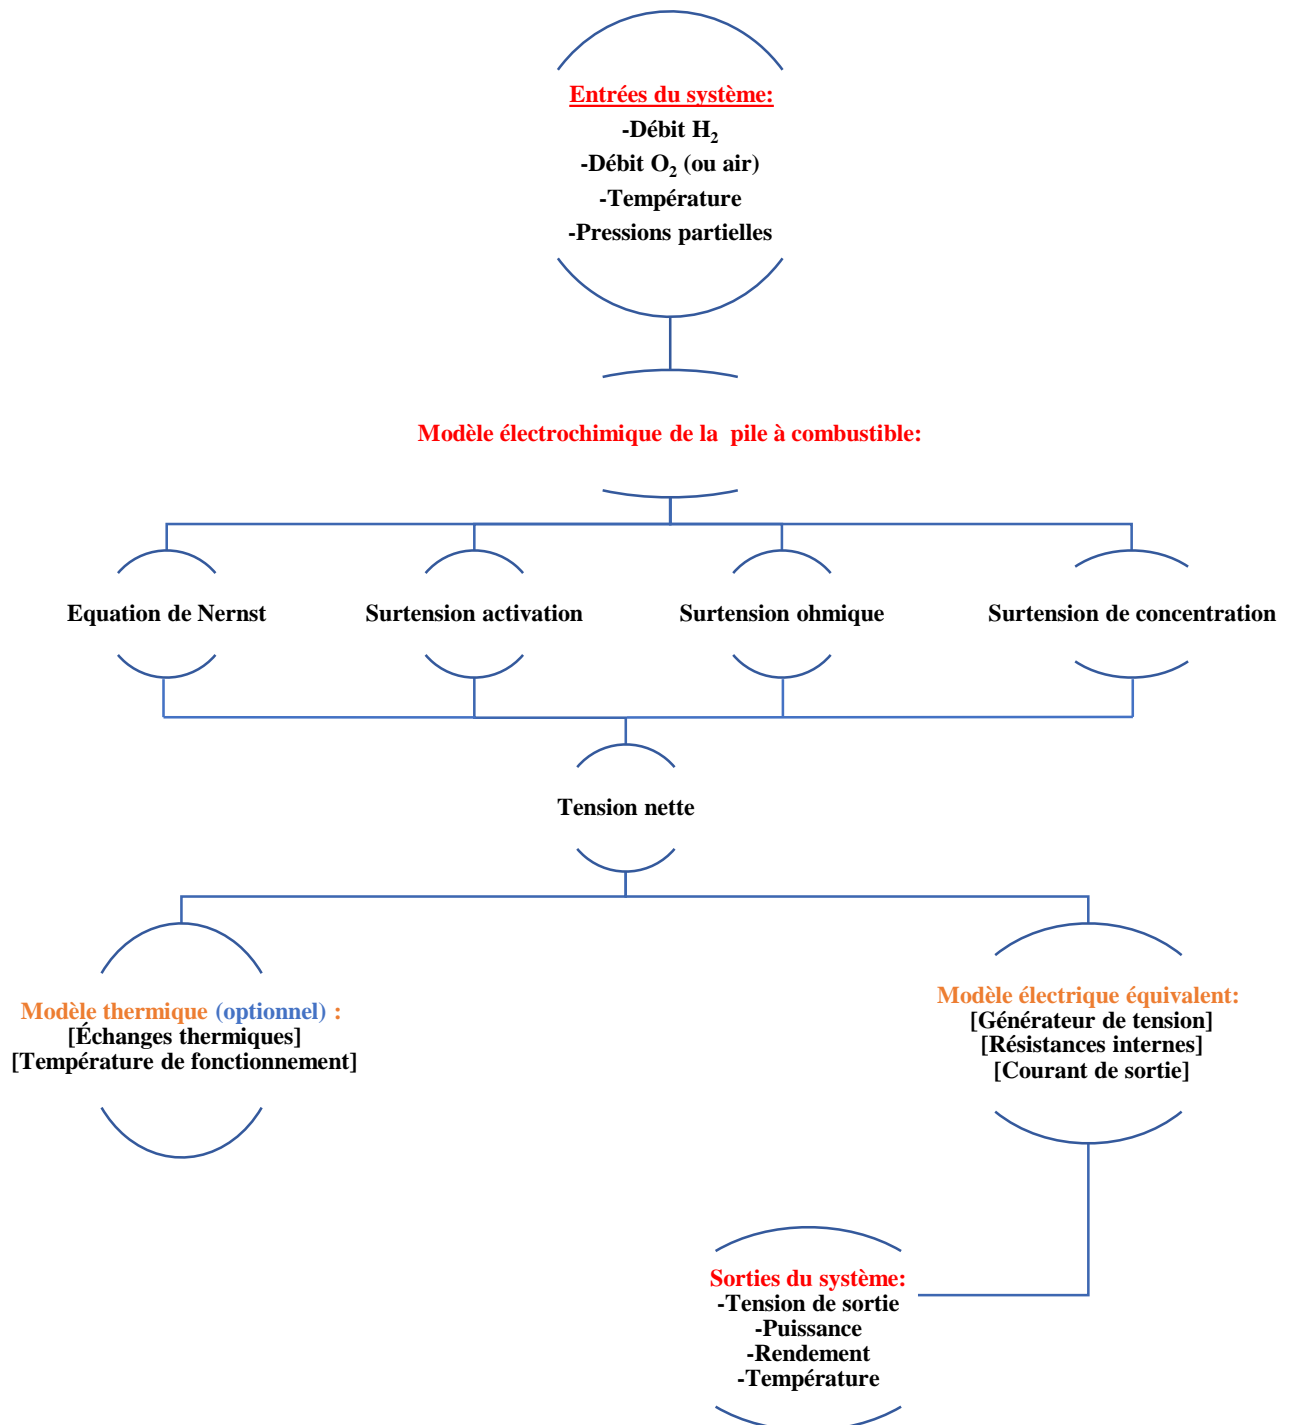 Entrées du système:
-Débit H₂
-Débit O₂ (ou air)
-Température
-Pressions partielles
Modèle électrochimique de la pile à combustible:
Equation de Nernst
Surtension activation
Surtension ohmique
Surtension de concentration
Tension nette
Modèle thermique (optionnel) :
[Échanges thermiques]
[Température de fonctionnement]
Modèle électrique équivalent:
[Générateur de tension]
[Résistances internes]
[Courant de sortie]
Sorties du système:
-Tension de sortie
-Puissance
-Rendement
-Température